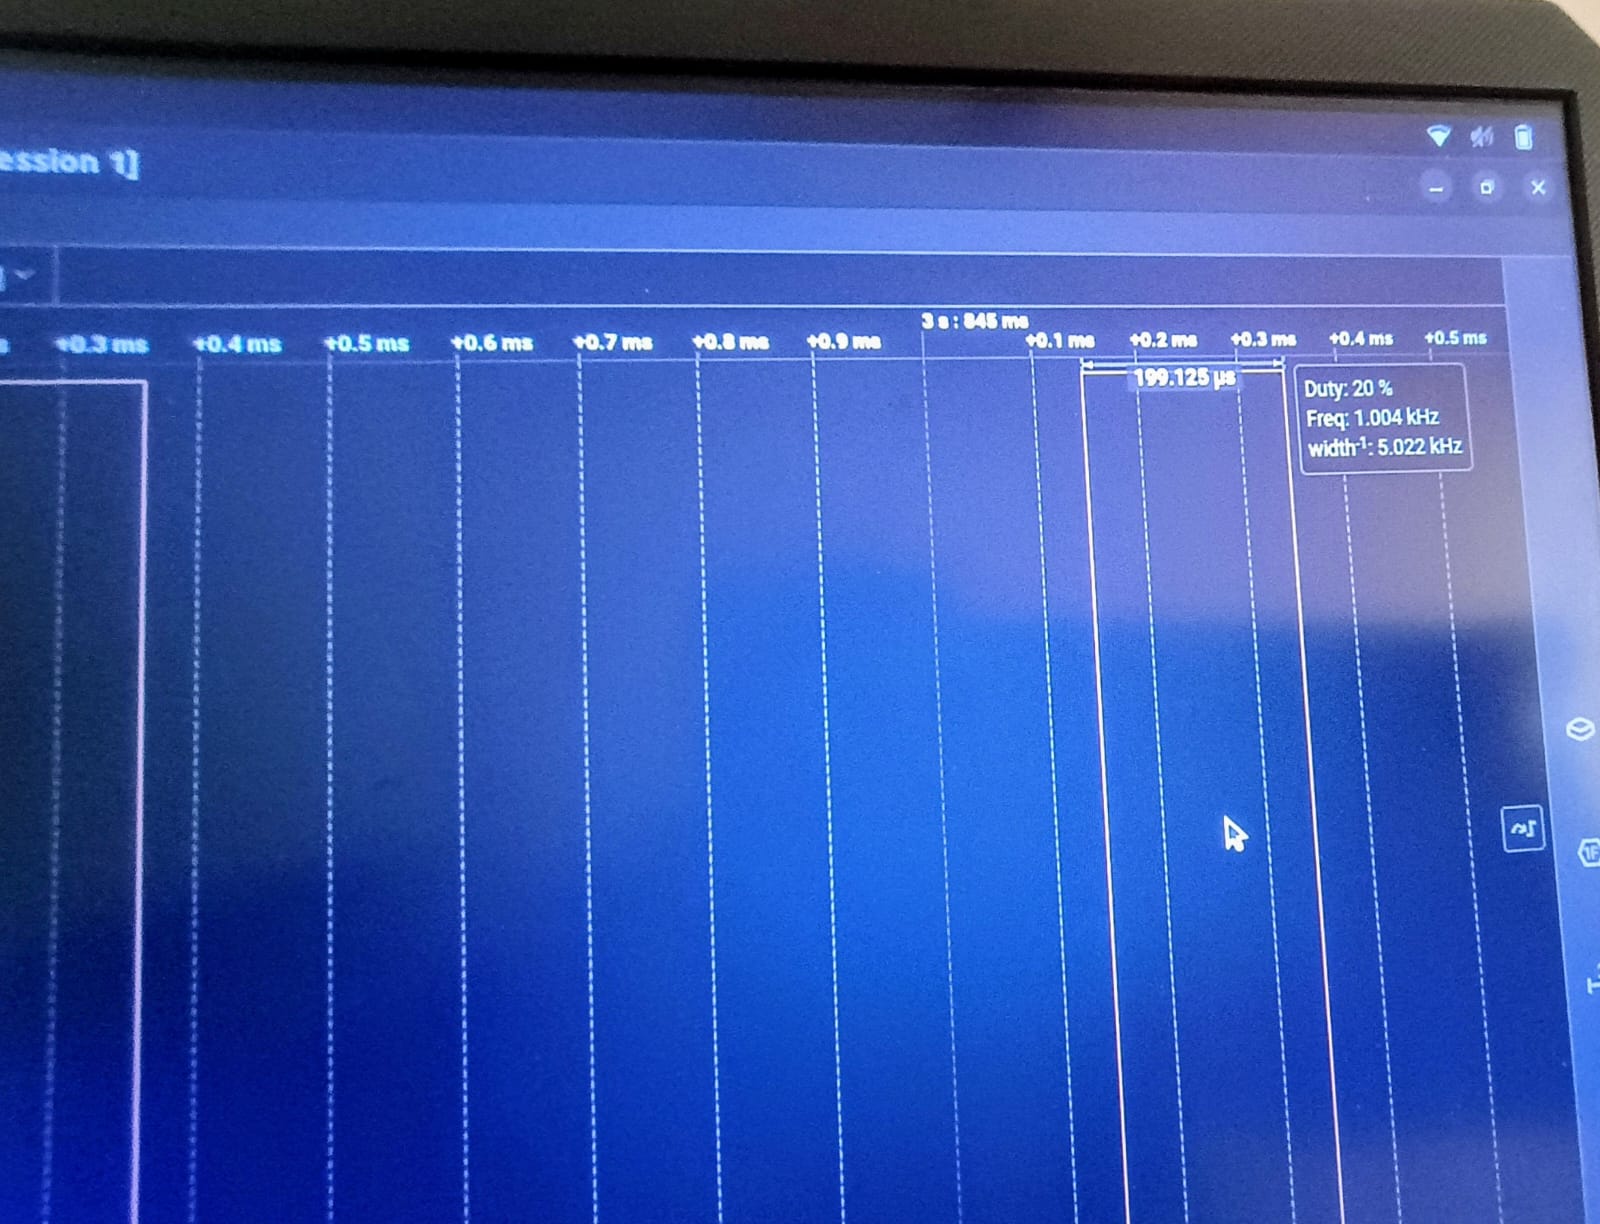 ession 1]
3 s : 845 ms
+0.3 ms +0.4 ms +0.5 ms +0.6 ms +0.7 ms +0.8 ms +0.9 ms +0.1 ms +0.2 ms +0.3 ms +0.4 ms +0.5 ms
199.125 µs
Duty: 20 %
Freq: 1.004 kHz
width⁻¹: 5.022 kHz
1F